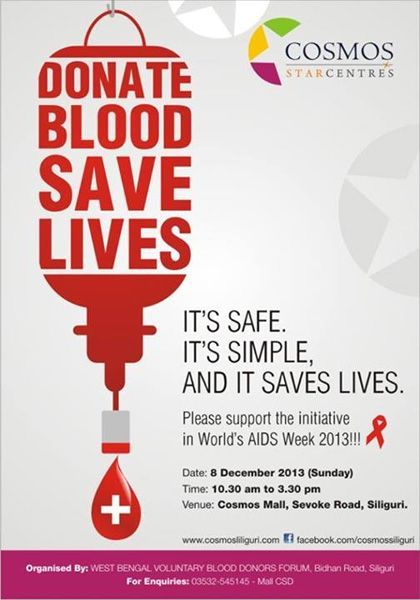 COSMOS
STARCENTRES
DONATE
BLOOD
SAVE
LIVES
IT'S SAFE.
IT'S SIMPLE,
AND IT SAVES LIVES.
Please support the initiative
in World's AIDS Week 2013!!!
Date: 8 December 2013 (Sunday)
Time: 10.30 am to 3.30 pm
Venue: Cosmos Mall, Sevoke Road, Siliguri.
www.cosmosliguri.com f facebook.com/cosmossiliguri
Organised By: WEST BENGAL VOLUNTARY BLOOD DONORS FORUM, Bidhan Road, Siliguri
For Enquiries: 03532-545145 - Mall CSD